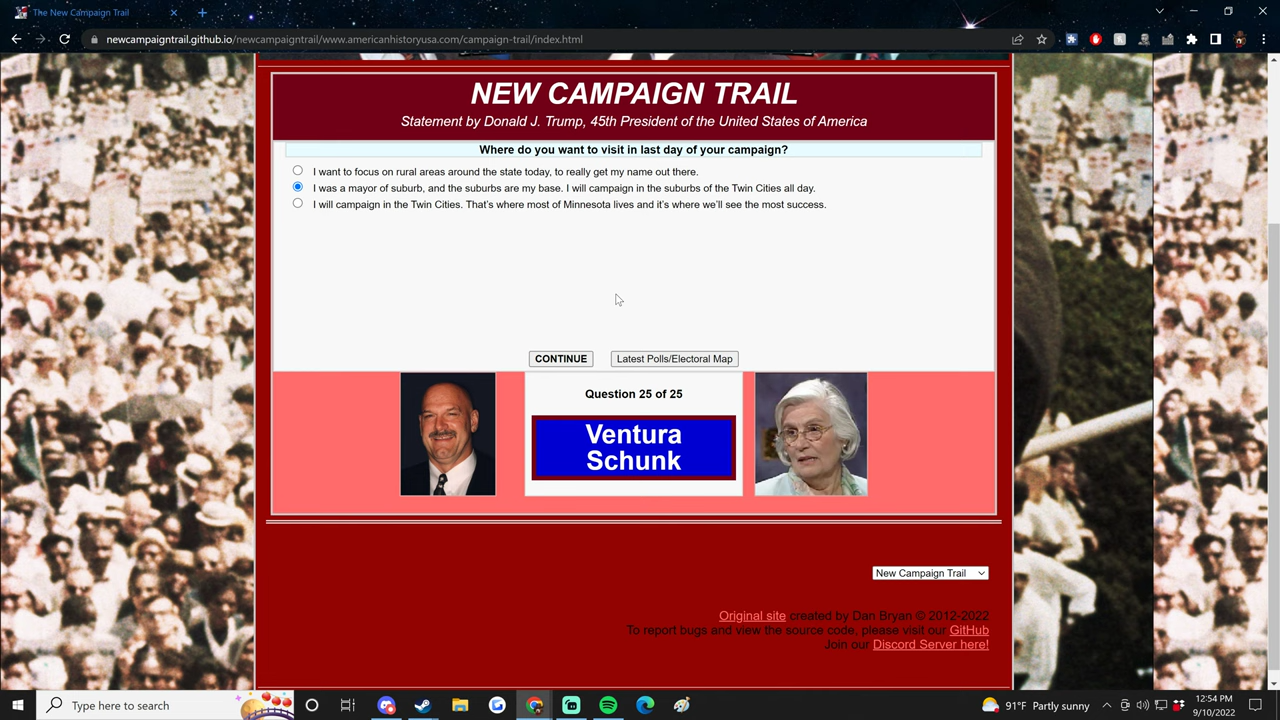 The New Campaign Trail
newcampaigntrail.github.io/newcampaigntrail/www.americanhistoryusa.com/campaign-trail/index.html
NEW CAMPAIGN TRAIL
Statement by Donald J. Trump, 45th President of the United States of America
Where do you want to visit in last day of your campaign?
I want to focus on rural areas around the state today, to really get my name out there.
I was a mayor of suburb, and the suburbs are my base. I will campaign in the suburbs of the Twin Cities all day.
I will campaign in the Twin Cities. That's where most of Minnesota lives and it's where we'll see the most success.
CONTINUE
Latest Polls/Electoral Map
Question 25 of 25
Ventura
Schunk
New Campaign Trail
Original site created by Dan Bryan © 2012-2022
To report bugs and view the source code, please visit our GitHub
Join our Discord Server here!
Type here to search
91°F Partly sunny
12:54 PM
9/10/2022